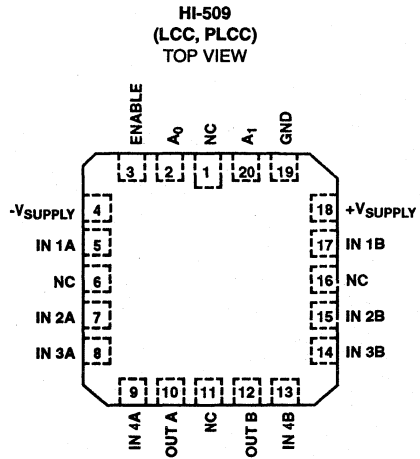 HI-509
(LCC, PLCC)
TOP VIEW
ENABLE
A0
NC
A1
GND
3
2
1
20
19
-VSUPPLY 4
18 +VSUPPLY
IN 1A 5
17 IN 1B
NC 6
16 NC
IN 2A 7
15 IN 2B
IN 3A 8
14 IN 3B
9
10
11
12
13
IN 4A
OUT A
NC
OUT B
IN 4B